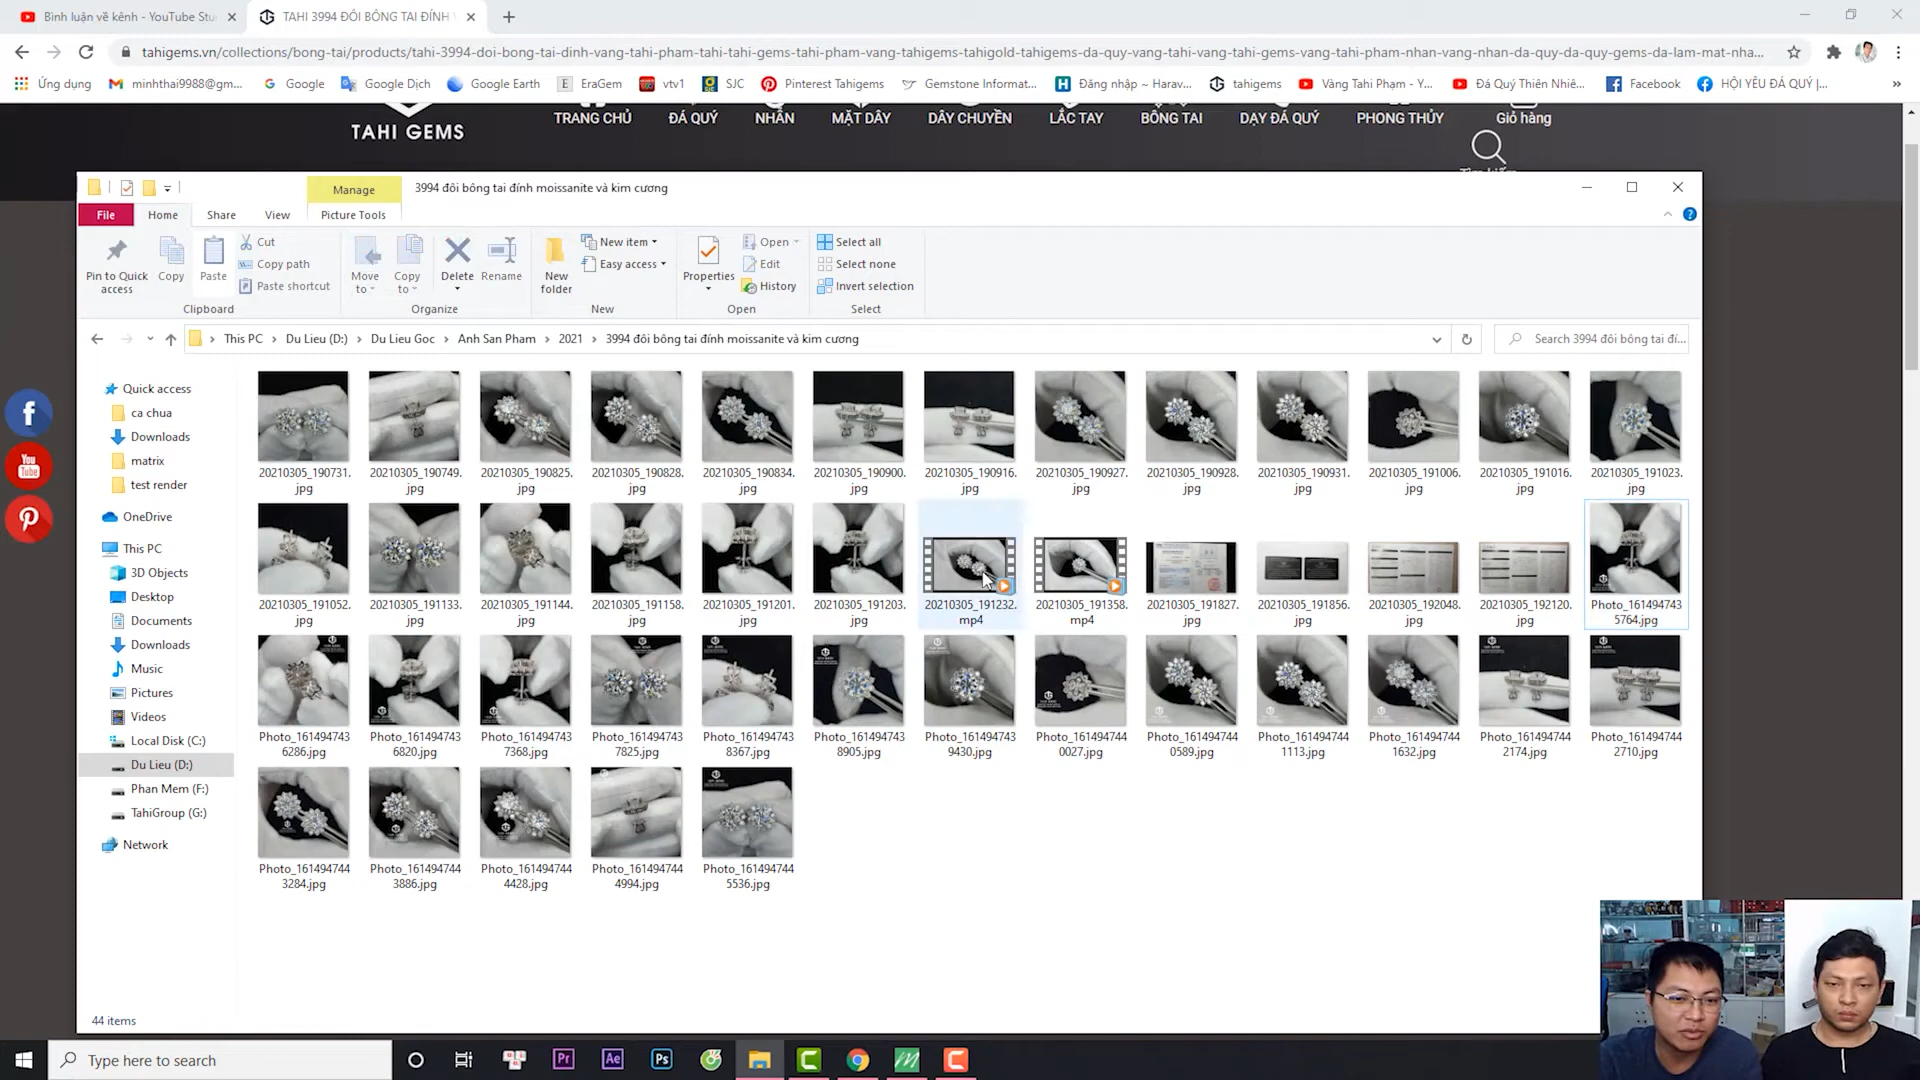 Bình luận về kênh - YouTube Stu
TAHI 3994 ĐÔI BÔNG TAI ĐÍNH V
tahigems.vn/collections/bong-tai/products/tahi-3994-doi-bong-tai-dinh-vang-tahi-pham-tahi-tahi-gems-tahi-pham-vang-tahigems-tahigold-tahigems-da-quy-vang-tahi-vang-tahi-gems-vang-tahi-pham-nhan-vang-nhan-da-quy-da-quy-gems-da-lam-mat-nha...
Ứng dụng
minhthai9988@gm...
Google
Google Dịch
Google Earth
EraGem
vtv1
SJC
Pinterest Tahigems
Gemstone Informat...
Đăng nhập ~ Harav...
tahigems
Vàng Tahi Phạm - Y...
Đá Quý Thiên Nhiê...
Facebook
HỘI YÊU ĐÁ QUÝ |...
TAHI GEMS
TRANG CHỦ
ĐÁ QUÝ
NHẪN
MẶT DÂY
DÂY CHUYỀN
LẮC TAY
BÔNG TAI
DẠY ĐÁ QUÝ
PHONG THỦY
Giỏ hàng
Manage
3994 đôi bông tai đính moissanite và kim cương
File
Home
Share
View
Picture Tools
Pin to Quick access
Copy
Paste
Cut
Copy path
Paste shortcut
Clipboard
Move to
Copy to
Delete
Rename
Organize
New folder
New item
Easy access
New
Properties
Open
Edit
History
Open
Select all
Select none
Invert selection
Select
This PC > Du Lieu (D:) > Du Lieu Goc > Anh San Pham > 2021 > 3994 đôi bông tai đính moissanite và kim cương
Search 3994 đôi bông tai đí...
Quick access
ca chua
Downloads
matrix
test render
OneDrive
This PC
3D Objects
Desktop
Documents
Downloads
Music
Pictures
Videos
Local Disk (C:)
Du Lieu (D:)
Phan Mem (F:)
TahiGroup (G:)
Network
20210305_190731.jpg
20210305_190749.jpg
20210305_190825.jpg
20210305_190828.jpg
20210305_190834.jpg
20210305_190900.jpg
20210305_190916.jpg
20210305_190927.jpg
20210305_190928.jpg
20210305_190931.jpg
20210305_191006.jpg
20210305_191016.jpg
20210305_191023.jpg
20210305_191052.jpg
20210305_191133.jpg
20210305_191144.jpg
20210305_191158.jpg
20210305_191201.jpg
20210305_191203.jpg
20210305_191232.mp4
20210305_191358.mp4
20210305_191827.jpg
20210305_191856.jpg
20210305_192048.jpg
20210305_192120.jpg
Photo_1614947435764.jpg
Photo_1614947436286.jpg
Photo_1614947436820.jpg
Photo_1614947437368.jpg
Photo_1614947437825.jpg
Photo_1614947438367.jpg
Photo_1614947438905.jpg
Photo_1614947439430.jpg
Photo_1614947440027.jpg
Photo_1614947440589.jpg
Photo_1614947441113.jpg
Photo_1614947441632.jpg
Photo_1614947442174.jpg
Photo_1614947442710.jpg
Photo_1614947443284.jpg
Photo_1614947443886.jpg
Photo_1614947444428.jpg
Photo_1614947444994.jpg
Photo_1614947445536.jpg
44 items
Type here to search